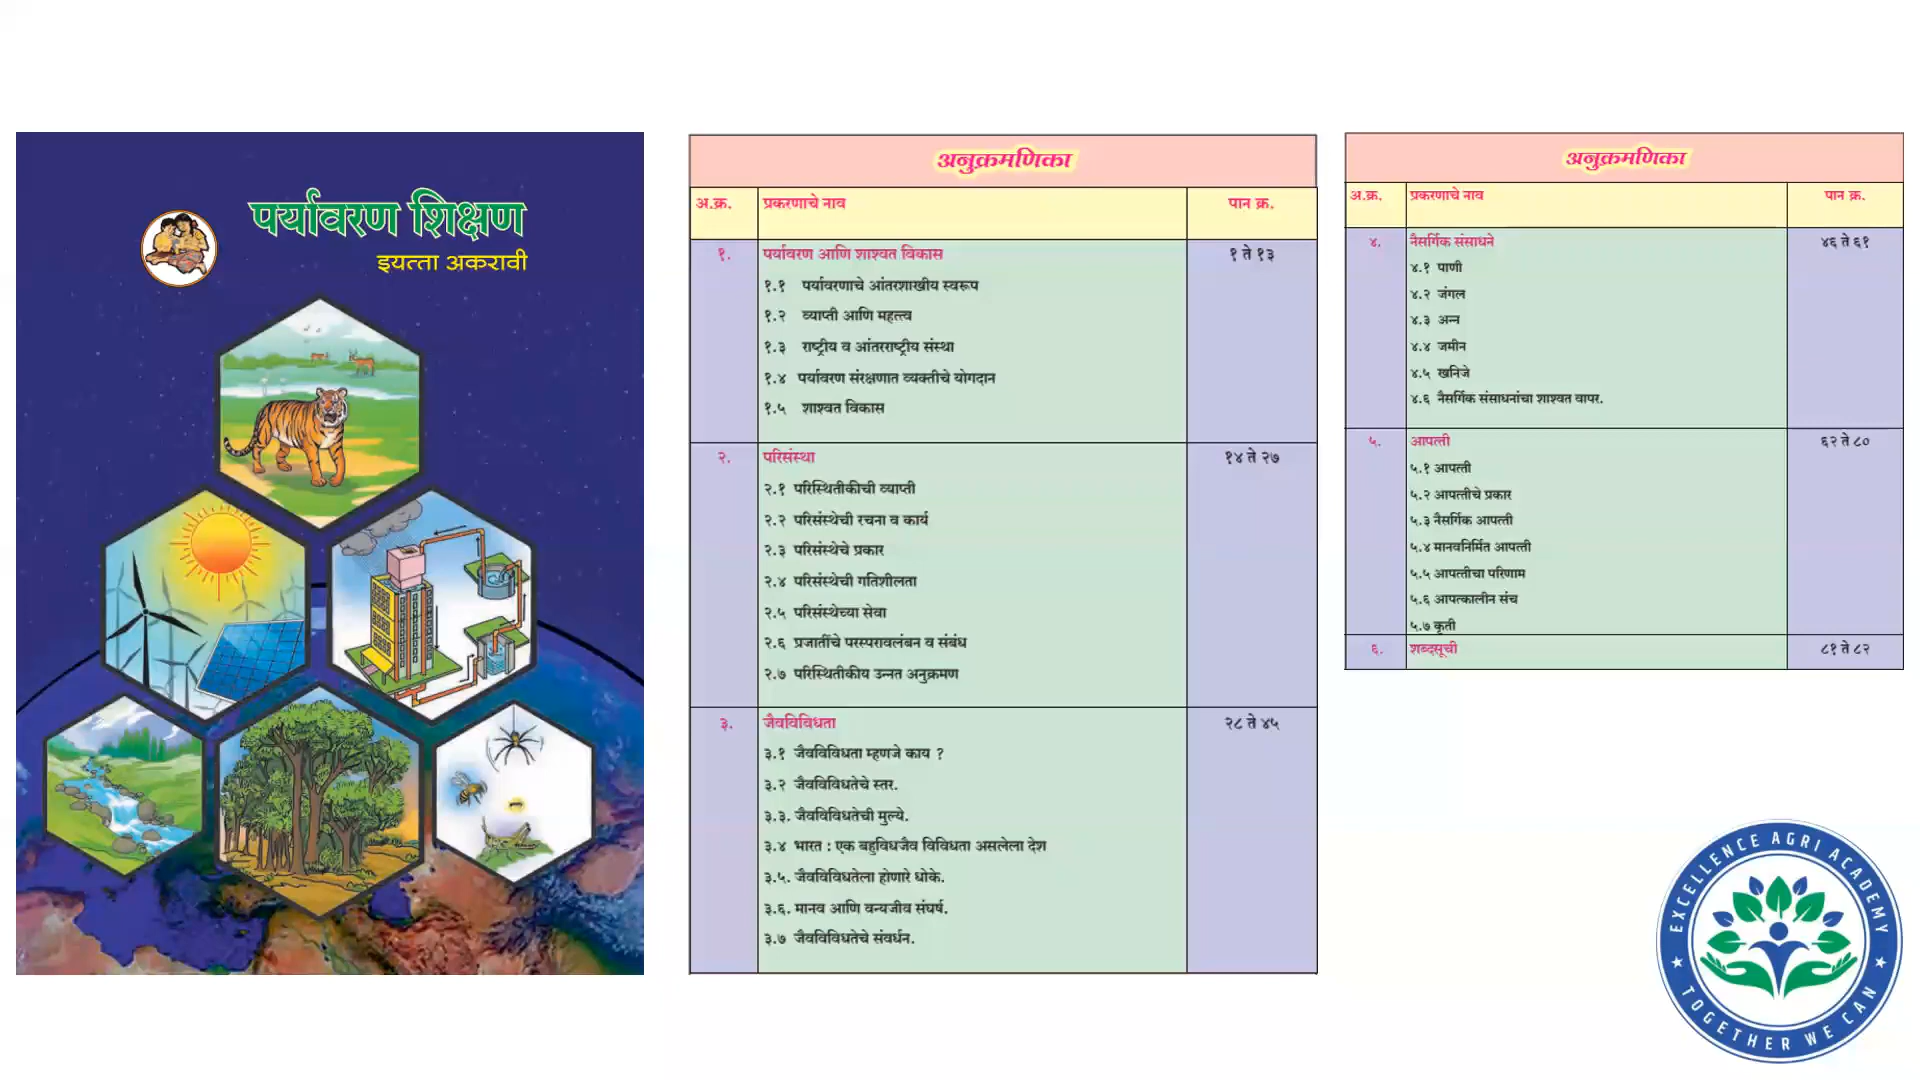 पर्यावरण शिक्षण
इयत्ता अकरावी
अनुक्रमणिका
अ.क्र. प्रकरणाचे नाव पान क्र.
१. पर्यावरण आणि शाश्वत विकास १ ते १३
१.१ पर्यावरणाचे आंतरशाखीय स्वरूप
१.२ व्याप्ती आणि महत्त्व
१.३ राष्ट्रीय व आंतरराष्ट्रीय संस्था
१.४ पर्यावरण संरक्षणात व्यक्तीचे योगदान
१.५ शाश्वत विकास
२. परिसंस्था १४ ते २७
२.१ परिस्थितीकीची व्याप्ती
२.२ परिसंस्थेची रचना व कार्य
२.३ परिसंस्थेचे प्रकार
२.४ परिसंस्थेची गतिशीलता
२.५ परिसंस्थेच्या सेवा
२.६ प्रजातींचे परस्परावलंबन व संबंध
२.७ परिस्थितीकीय उन्नत अनुक्रमण
३. जैवविविधता २८ ते ४५
३.१ जैवविविधता म्हणजे काय ?
३.२ जैवविविधतेचे स्तर.
३.३. जैवविविधतेची मुल्ये.
३.४ भारत : एक बहुविधजैव विविधता असलेला देश
३.५. जैवविविधतेला होणारे धोके.
३.६. मानव आणि वन्यजीव संघर्ष.
३.७ जैवविविधतेचे संवर्धन.
अनुक्रमणिका
अ.क्र. प्रकरणाचे नाव पान क्र.
४. नैसर्गिक संसाधने ४६ ते ६१
४.१ पाणी
४.२ जंगल
४.३ अन्न
४.४ जमीन
४.५ खनिजे
४.६ नैसर्गिक संसाधनांचा शाश्वत वापर.
५. आपत्ती ६२ ते ८०
५.१ आपत्ती
५.२ आपत्तीचे प्रकार
५.३ नैसर्गिक आपत्ती
५.४ मानवनिर्मित आपत्ती
५.५ आपत्तीचा परिणाम
५.६ आपत्कालीन संच
५.७ कृती
६. शब्दसूची ८१ ते ८२
EXCELLENCE AGRI ACADEMY
TOGETHER WE CAN